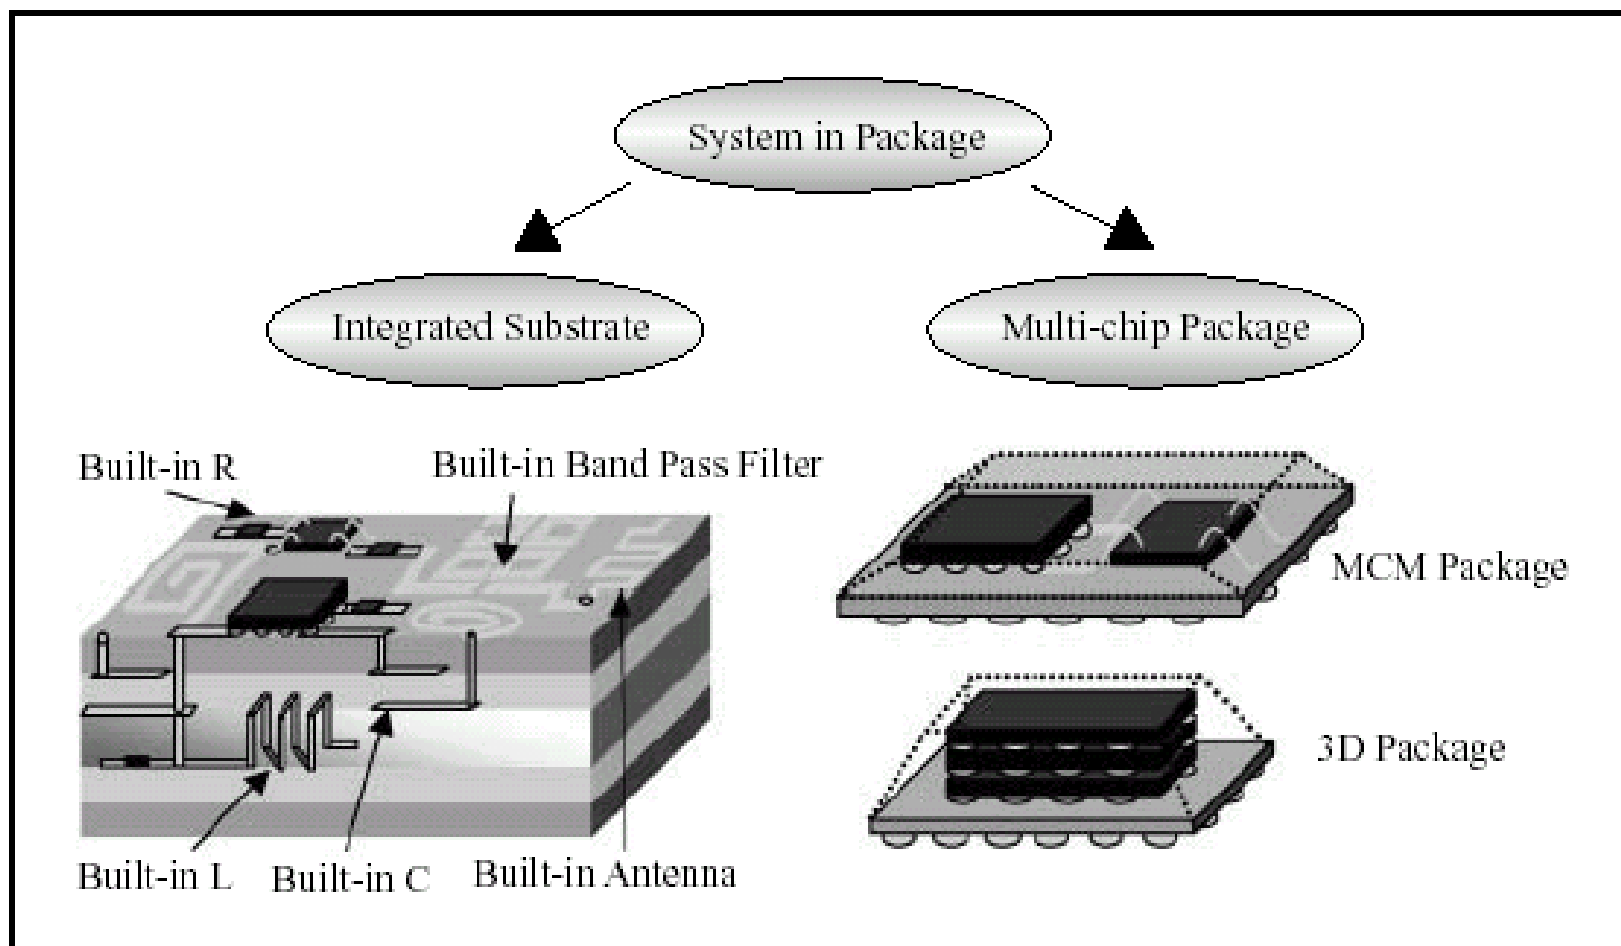 System in Package
Integrated Substrate
Multi-chip Package
Built-in R
Built-in Band Pass Filter
MCM Package
3D Package
Built-in L
Built-in C
Built-in Antenna